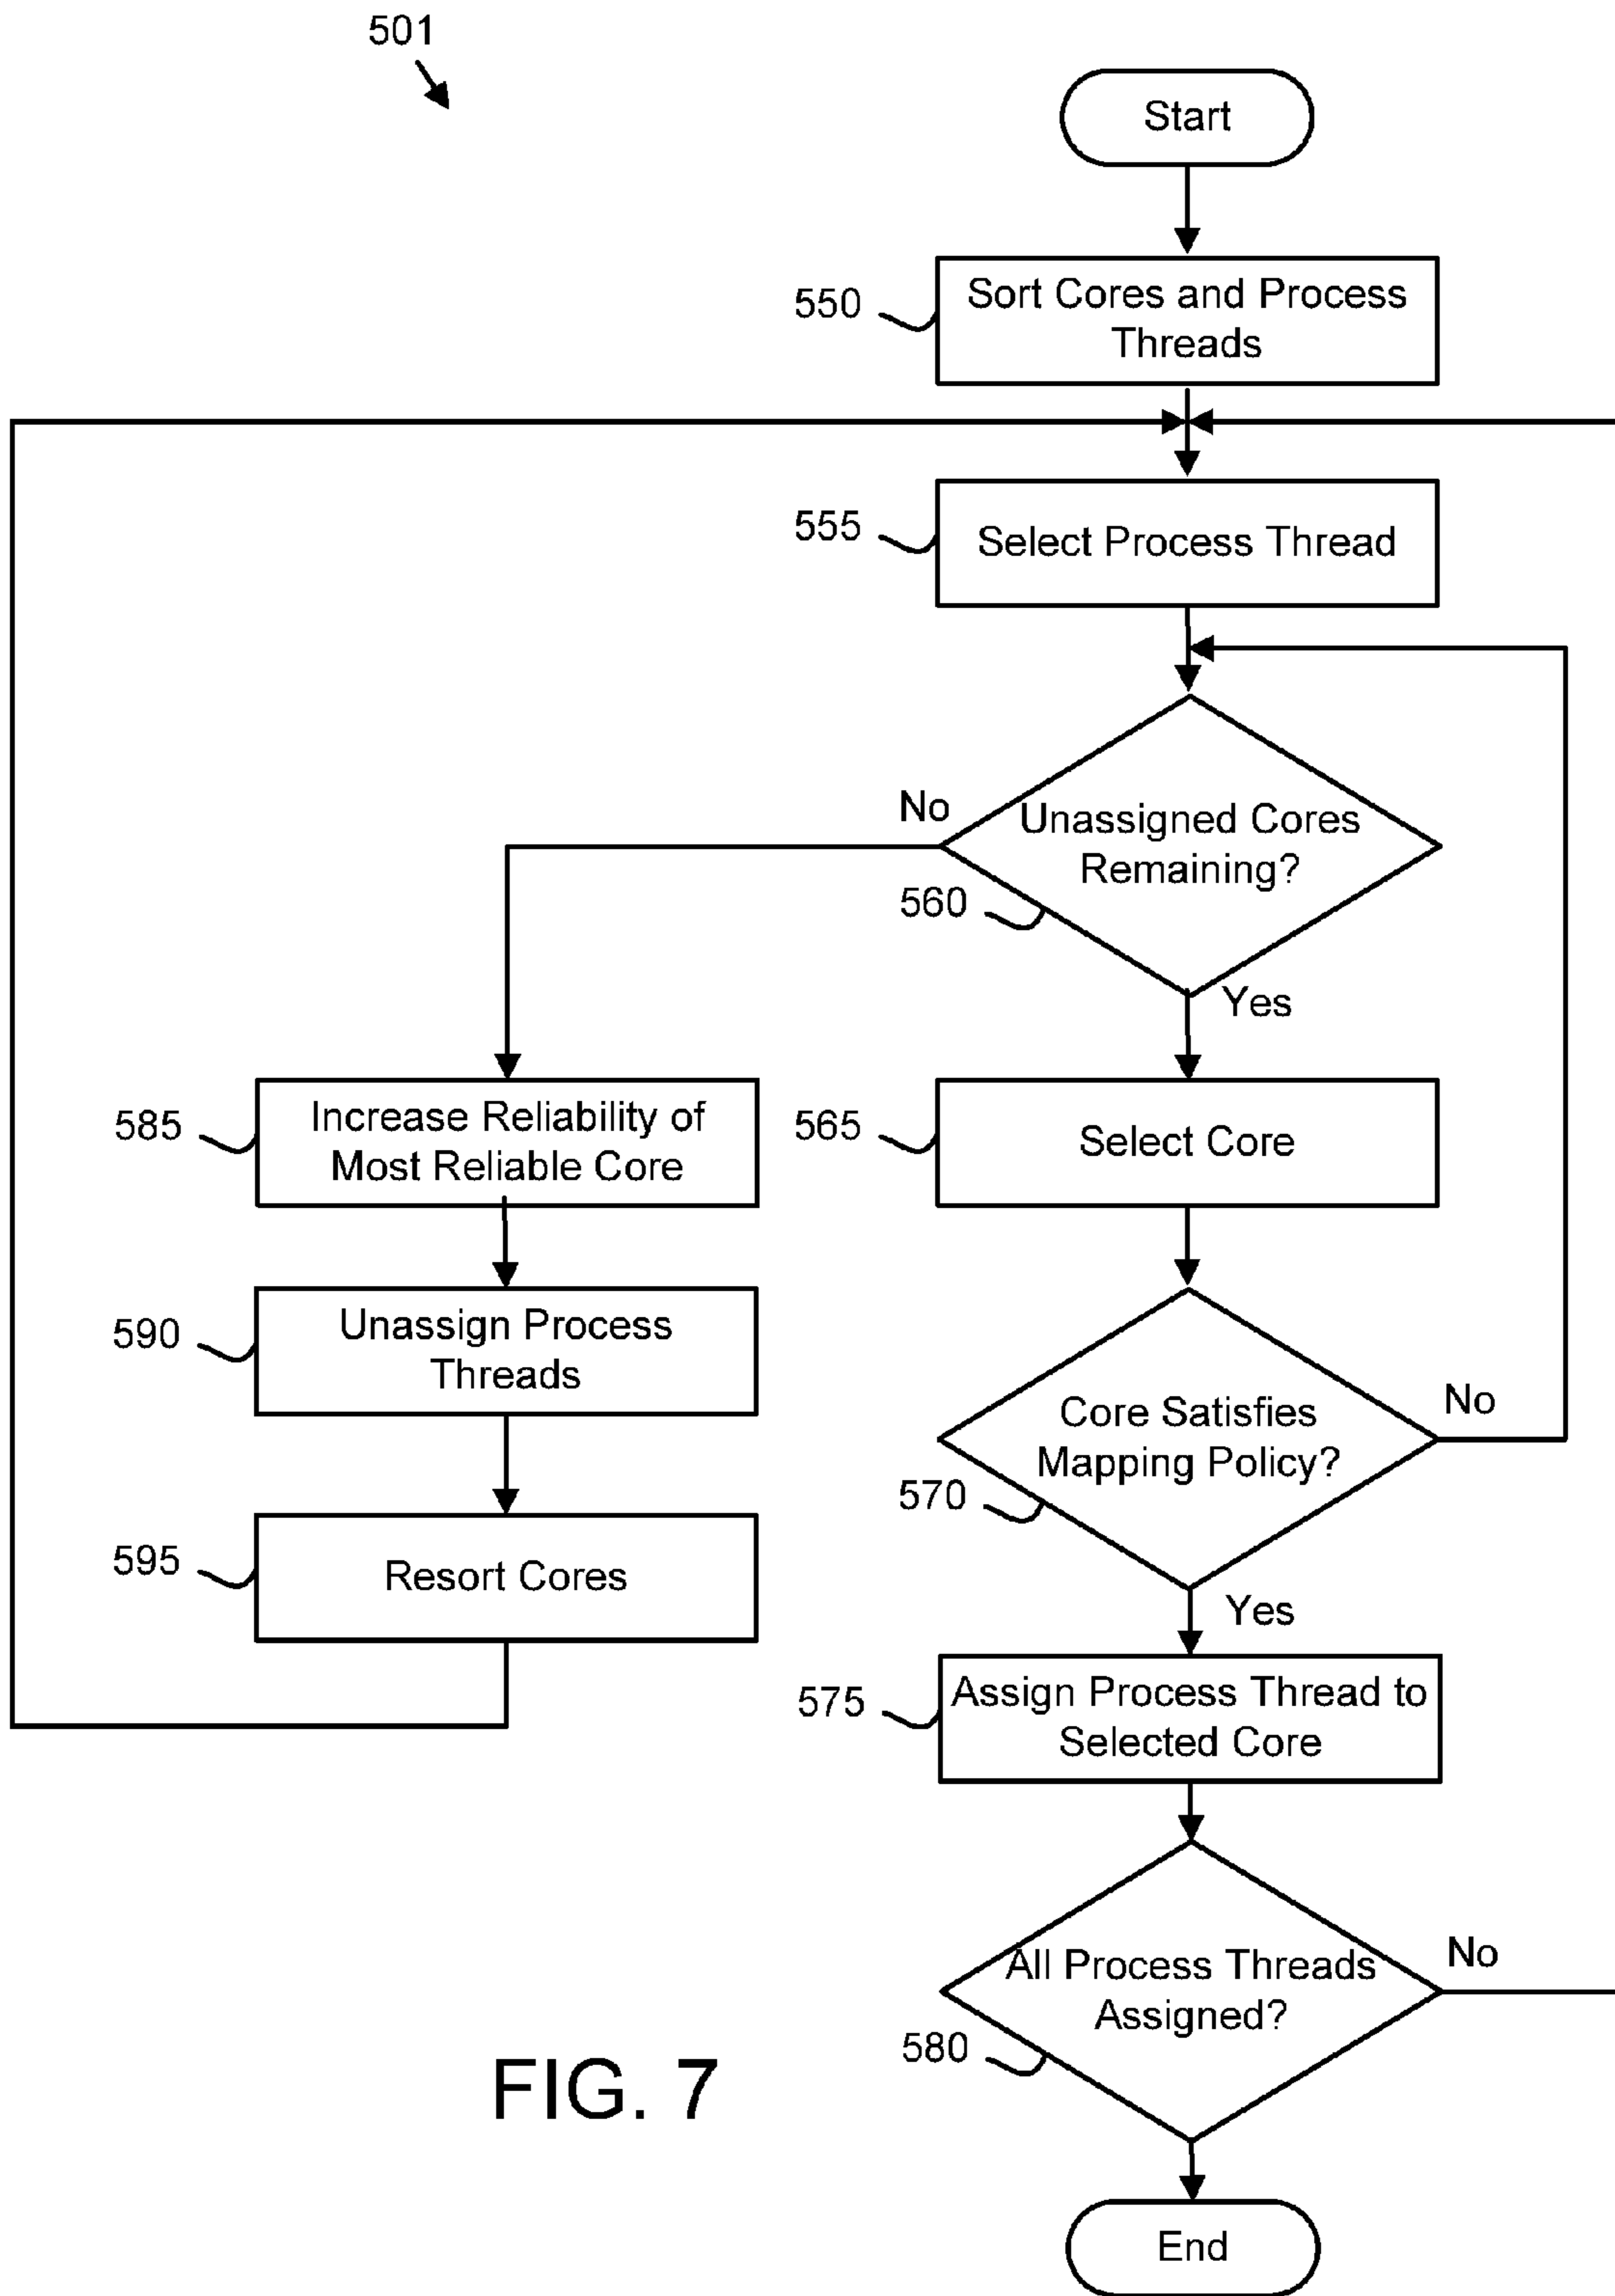 501
Start
550
Sort Cores and Process
Threads
555
Select Process Thread
No
Unassigned Cores
Remaining?
560
Yes
585
Increase Reliability of
Most Reliable Core
565
Select Core
590
Unassign Process
Threads
Core Satisfies
Mapping Policy?
No
570
595
Resort Cores
Yes
575
Assign Process Thread to
Selected Core
All Process Threads
Assigned?
No
580
FIG. 7
End